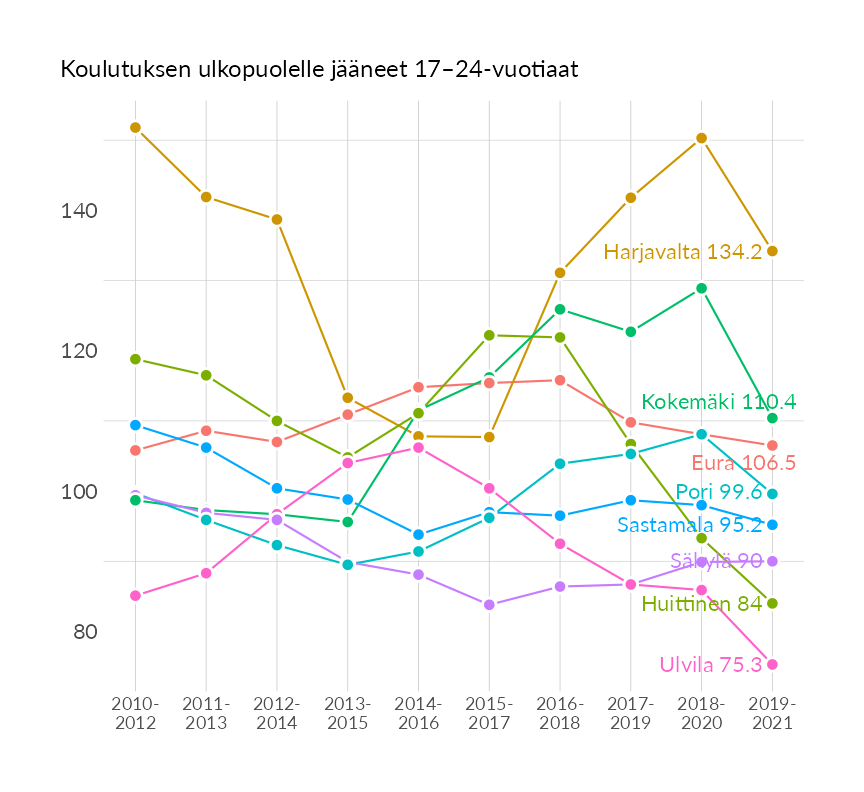 Koulutuksen ulkopuolelle jääneet 17–24-vuotiaat
140
120
100
80
Harjavalta 134.2
Kokemäki 110.4
Eura 106.5
Pori 99.6
Sastamala 95.2
Säkylä 90
Huittinen 84
Ulvila 75.3
2010- 2011- 2012- 2013- 2014- 2015- 2016- 2017- 2018- 2019-
2012 2013 2014 2015 2016 2017 2018 2019 2020 2021